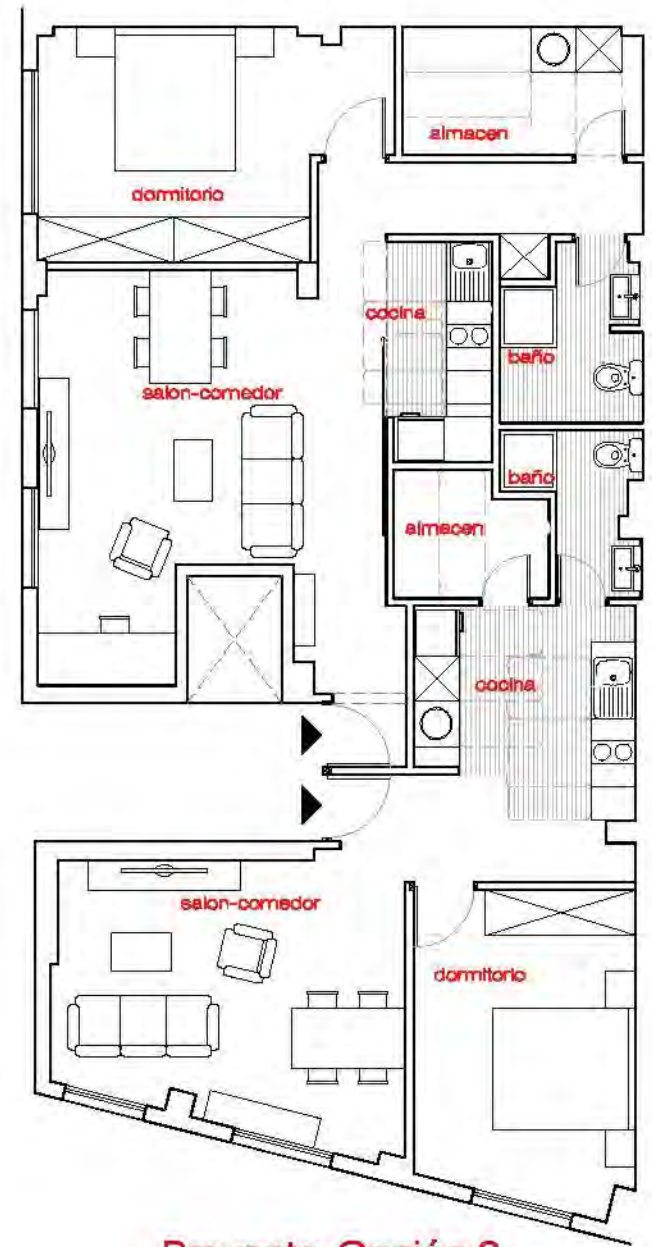 almacen
dormitorio
cocina
baño
salon-comedor
baño
almacen
cocina
salon-comedor
dormitorio